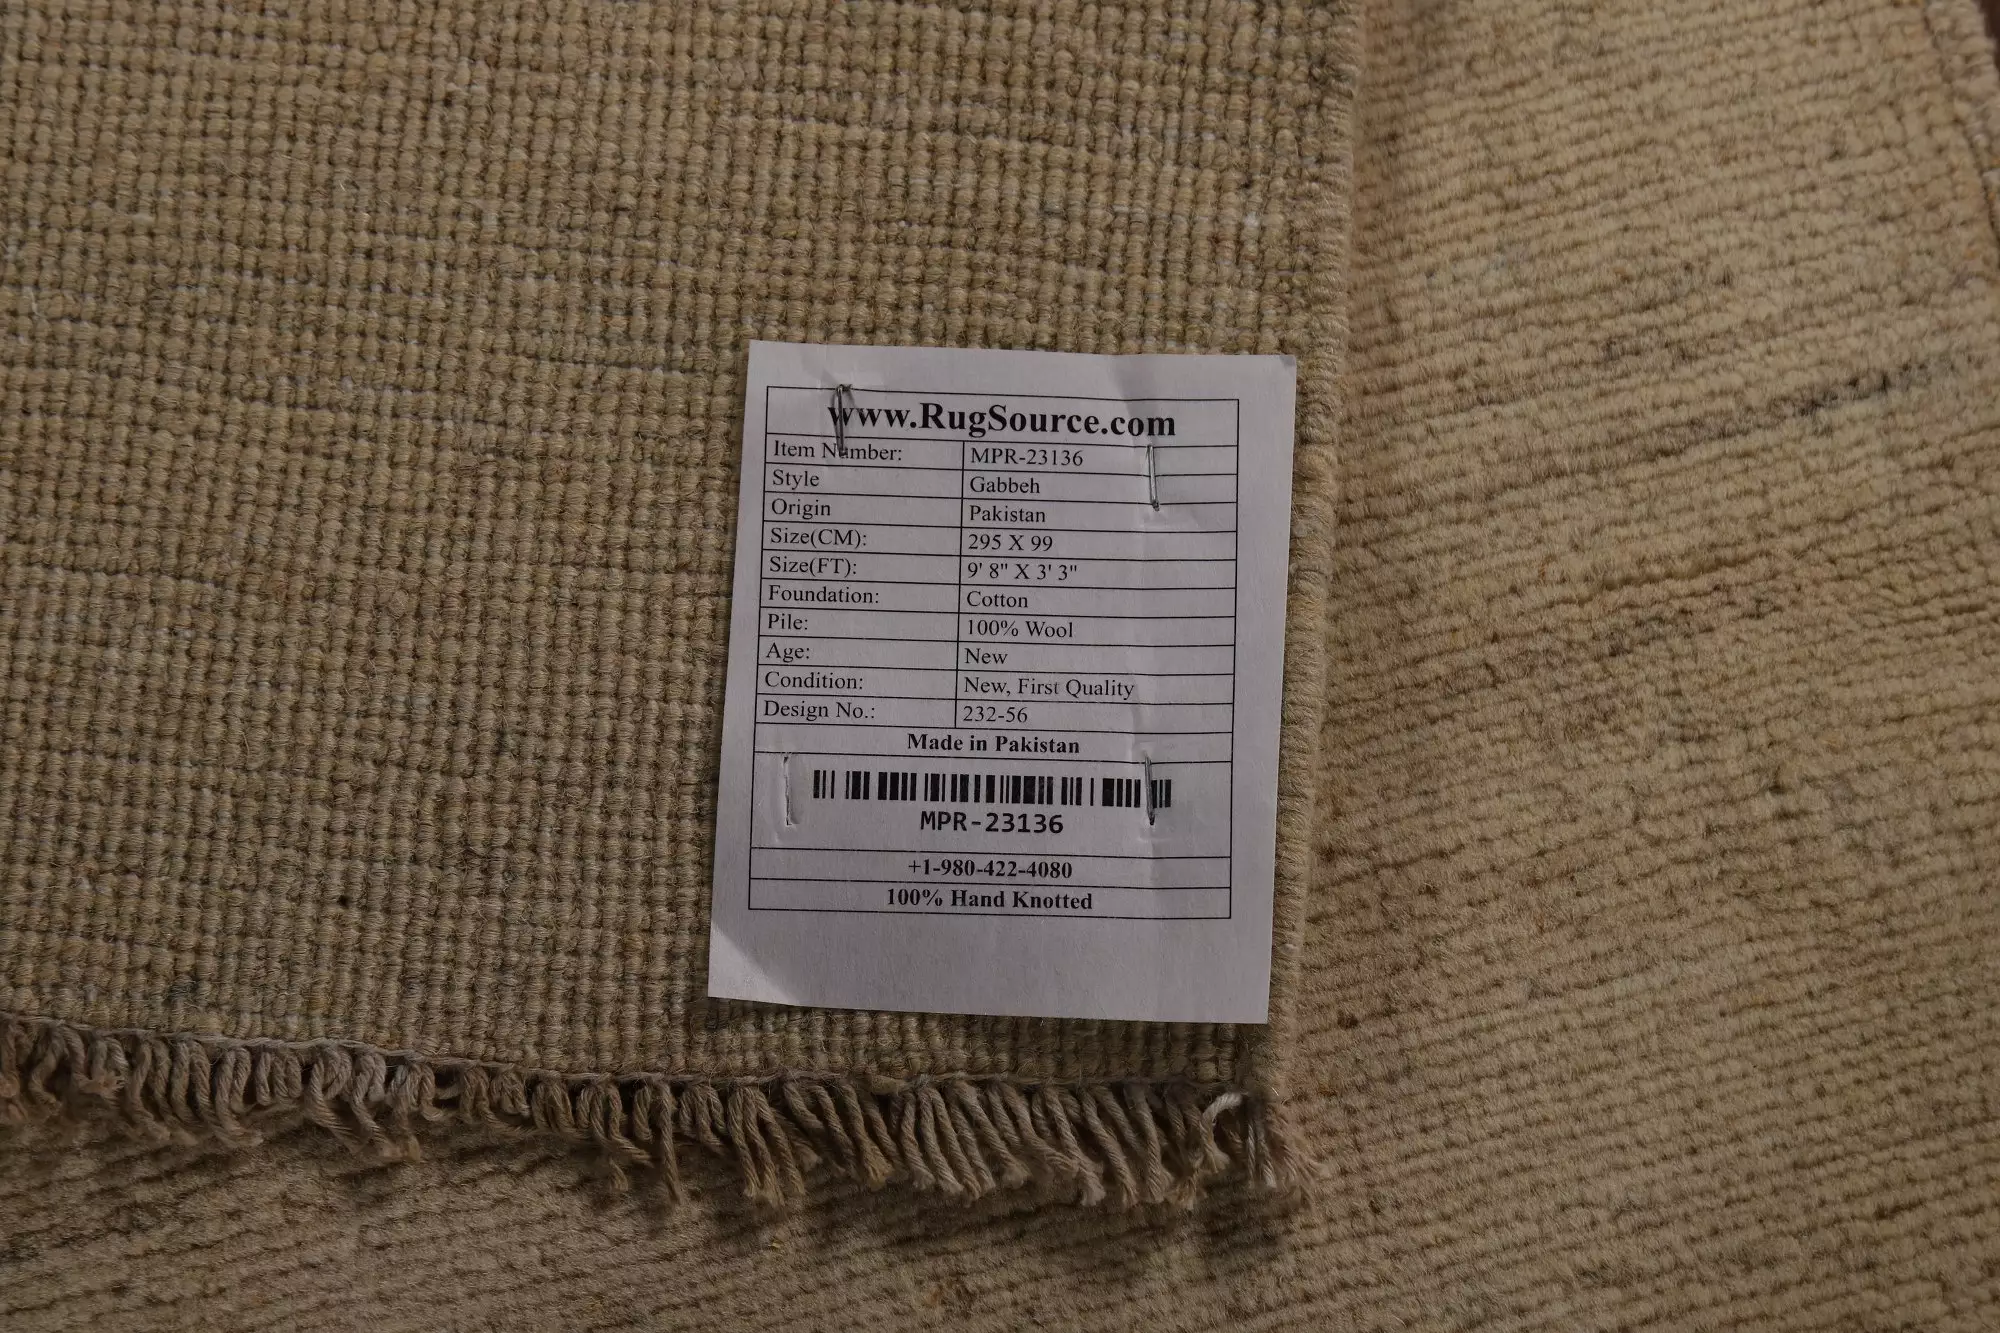 www.RugSource.com
Item Number: MPR-23136
Style Gabbeh
Origin Pakistan
Size(CM): 295 X 99
Size(FT): 9' 8" X 3' 3"
Foundation: Cotton
Pile: 100% Wool
Age: New
Condition: New, First Quality
Design No.: 232-56
Made in Pakistan
MPR-23136
+1-980-422-4080
100% Hand Knotted